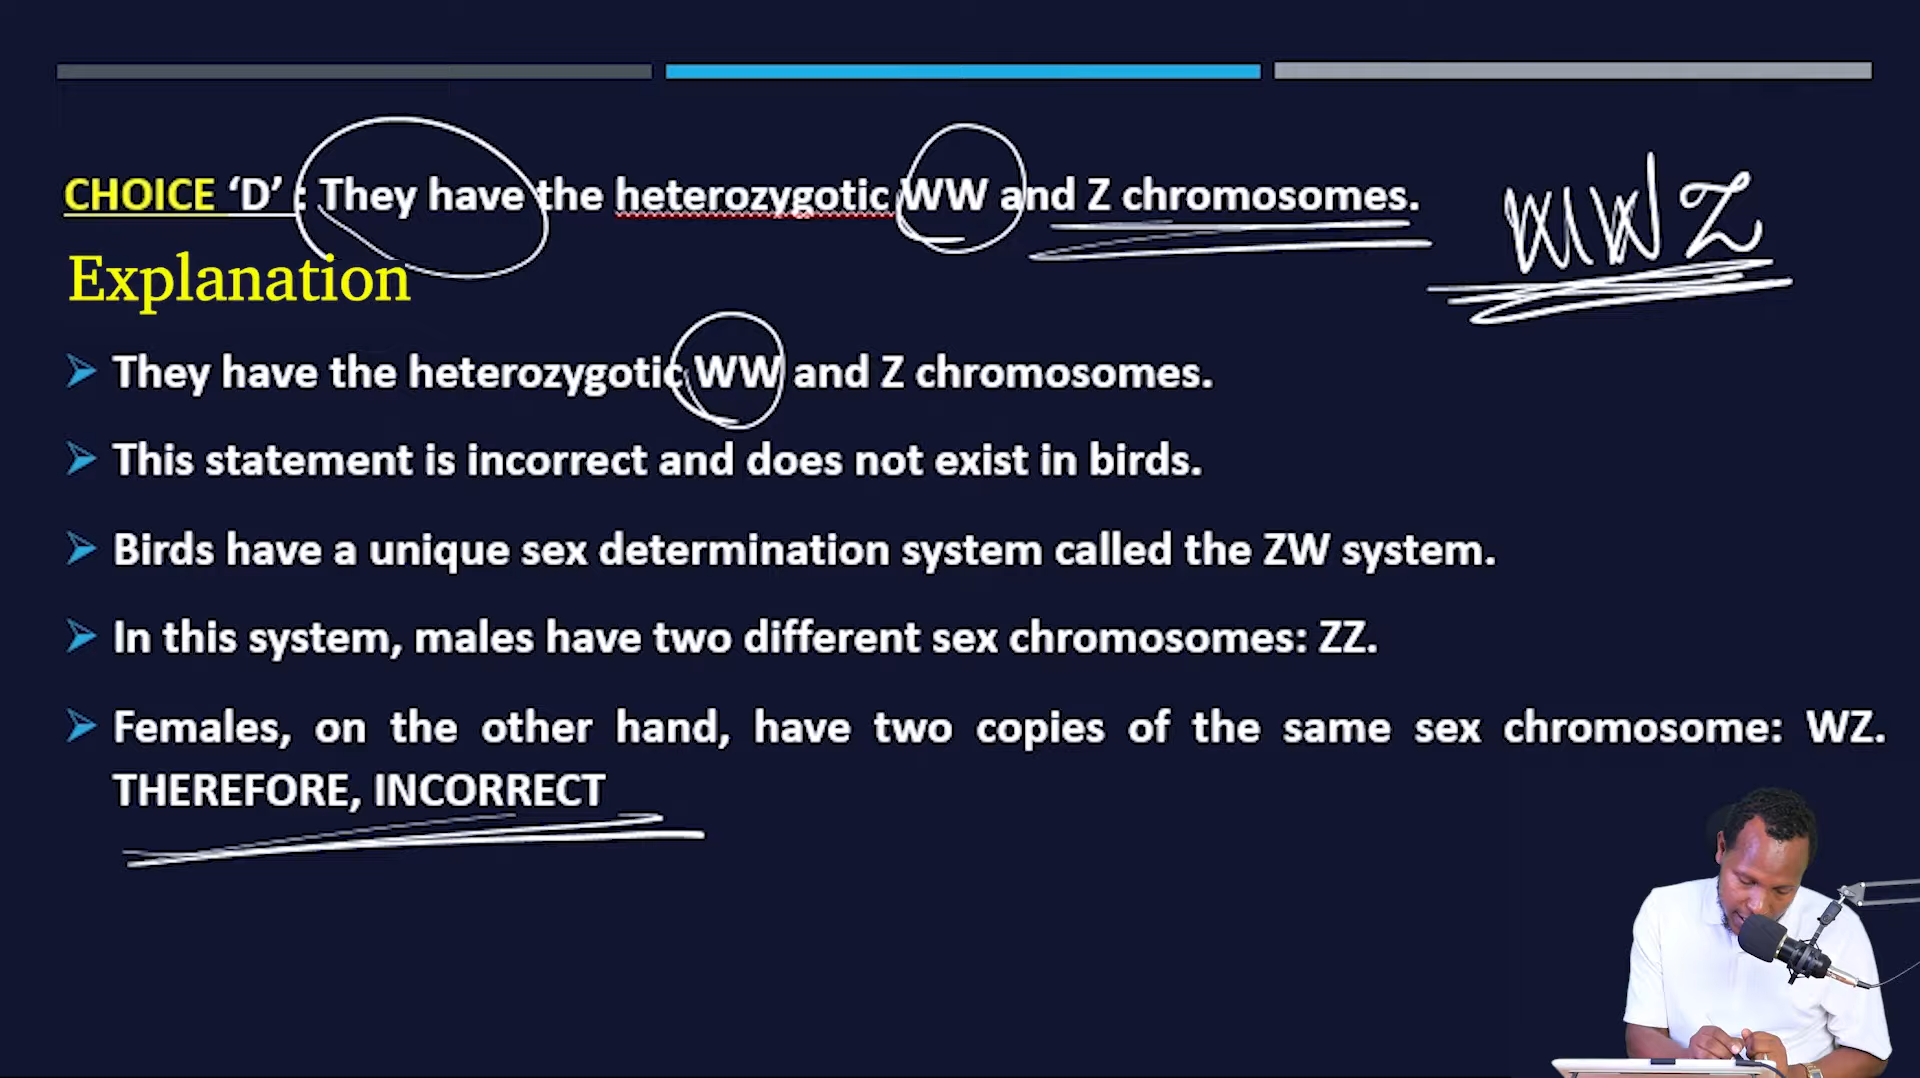 CHOICE ‘D’ : They have the heterozygotic WW and Z chromosomes.
WWZ
Explanation
They have the heterozygotic WW and Z chromosomes.
This statement is incorrect and does not exist in birds.
Birds have a unique sex determination system called the ZW system.
In this system, males have two different sex chromosomes: ZZ.
Females, on the other hand, have two copies of the same sex chromosome: WZ.
THEREFORE, INCORRECT